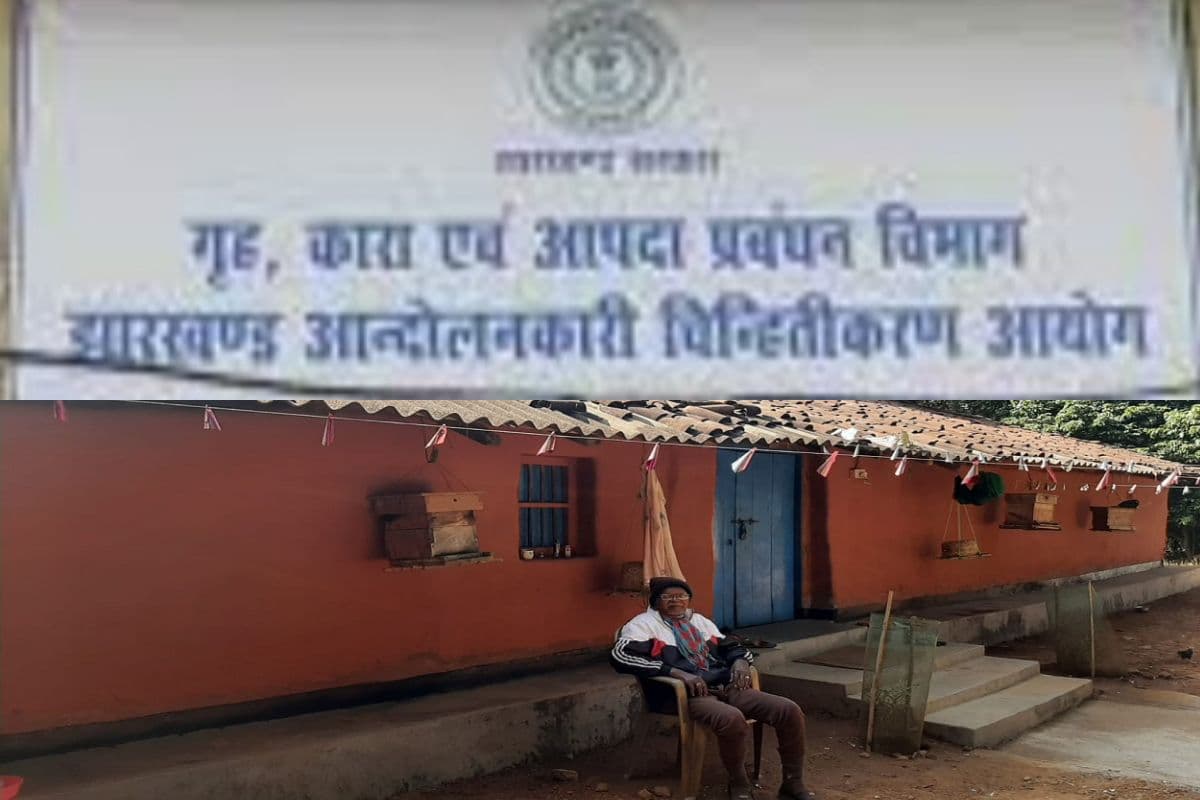 झारखण्ड सरकार
गृह, कारा एवं आपदा प्रबंधन विभाग
झारखण्ड आन्दोलनकारी चिन्हितीकरण आयोग